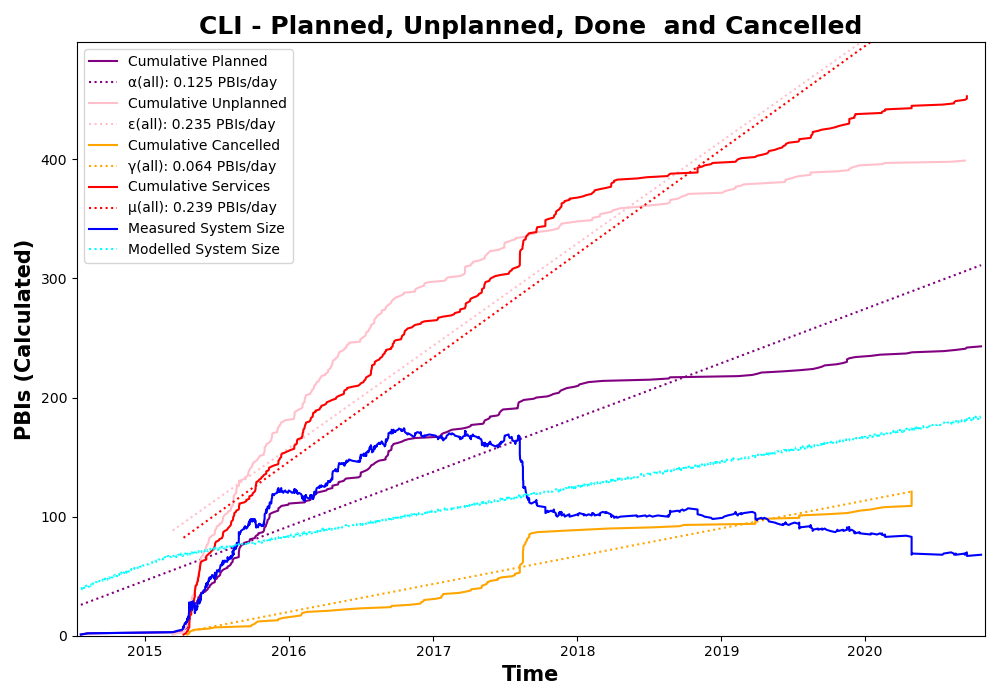 CLI - Planned, Unplanned, Done  and Cancelled
Cumulative Planned
α(all): 0.125 PBIs/day
Cumulative Unplanned
ε(all): 0.235 PBIs/day
Cumulative Cancelled
γ(all): 0.064 PBIs/day
Cumulative Services
μ(all): 0.239 PBIs/day
Measured System Size
Modelled System Size
PBIs (Calculated)
400
300
200
100
0
2015 2016 2017 2018 2019 2020
Time